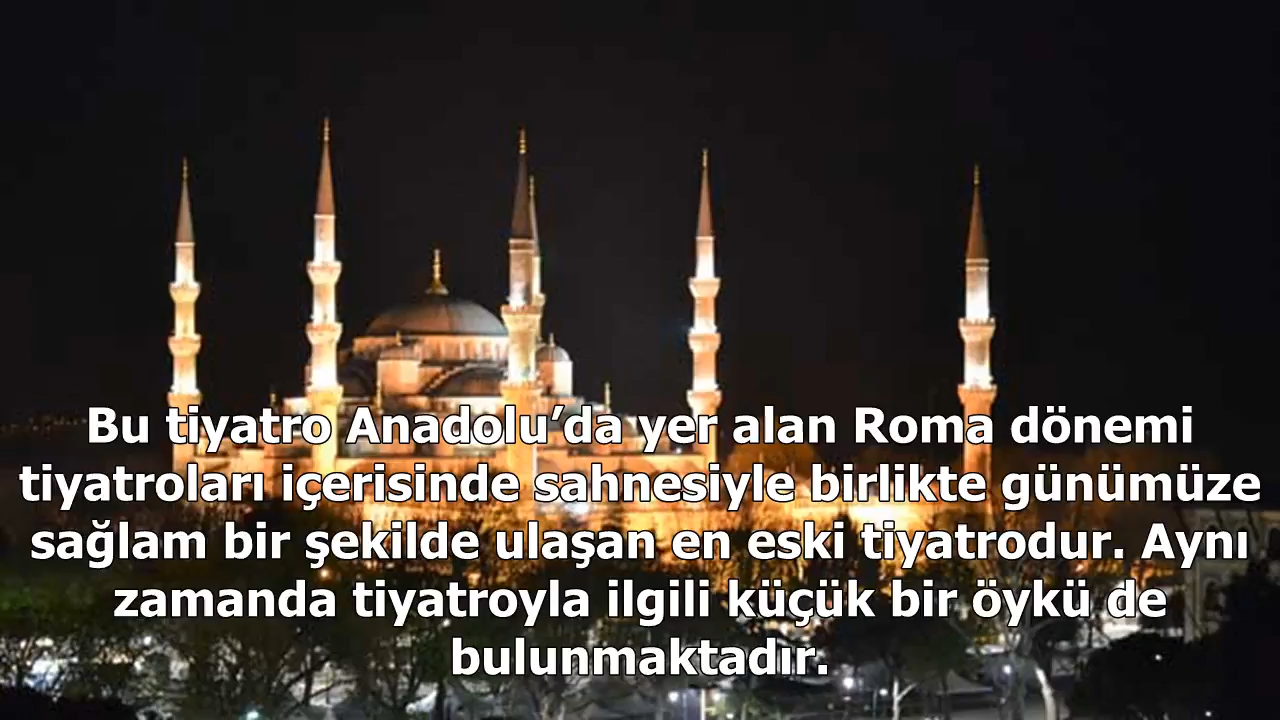 Bu tiyatro Anadolu’da yer alan Roma dönemi
tiyatroları içerisinde sahnesiyle birlikte günümüze
sağlam bir şekilde ulaşan en eski tiyatrodur. Aynı
zamanda tiyatroyla ilgili küçük bir öykü de
bulunmaktadır.